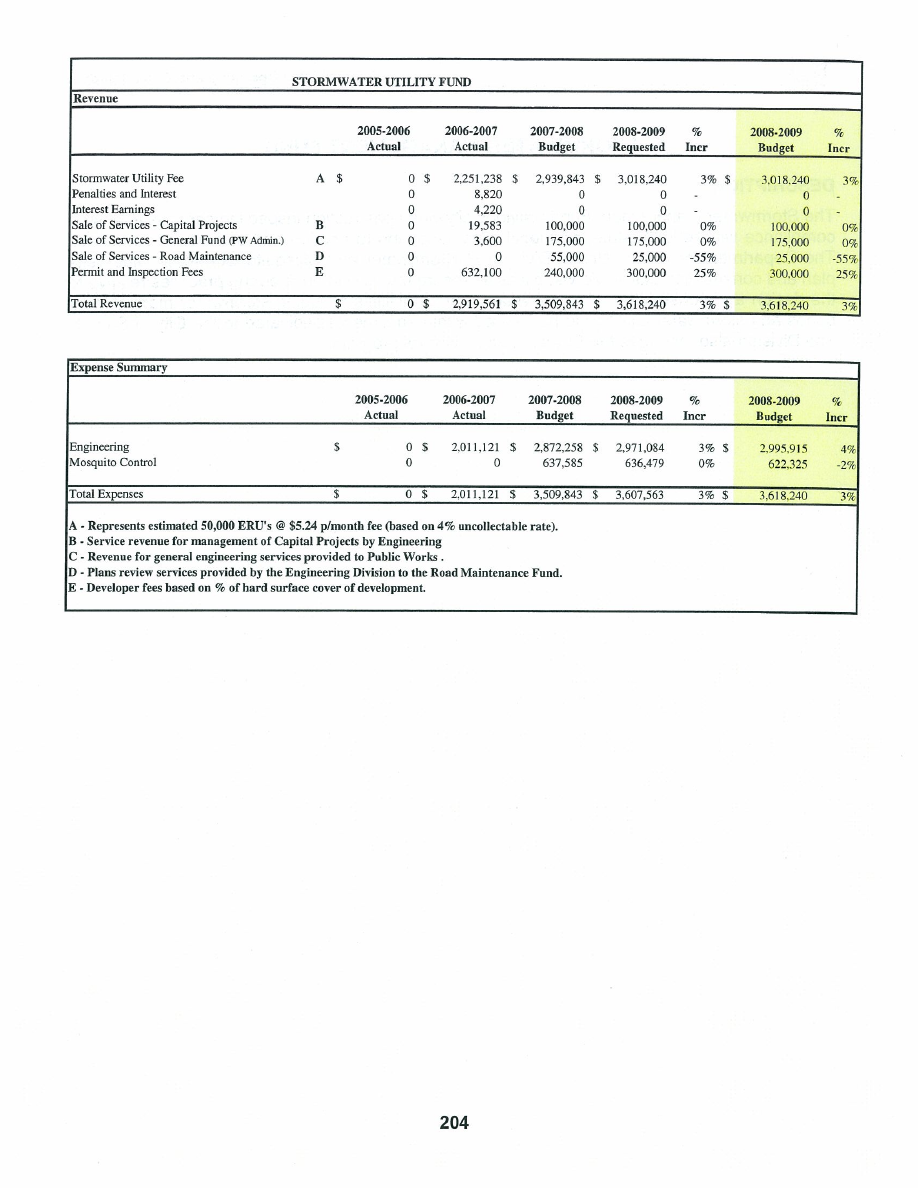 STORMWATER UTILITY FUND
Revenue
2005-2006 2006-2007 2007-2008 2008-2009 % 2008-2009 %
Actual Actual Budget Requested Incr Budget Incr
Stormwater Utility Fee A $ 0 $ 2,251,238 $ 2,939,843 $ 3,018,240 3% $ 3,018,240 3%
Penalties and Interest 0 8,820 0 0 - 0 -
Interest Earnings 0 4,220 0 0 - 0 -
Sale of Services - Capital Projects B 0 19,583 100,000 100,000 0% 100,000 0%
Sale of Services - General Fund (PW Admin.) C 0 3,600 175,000 175,000 0% 175,000 0%
Sale of Services - Road Maintenance D 0 0 55,000 25,000 -55% 25,000 -55%
Permit and Inspection Fees E 0 632,100 240,000 300,000 25% 300,000 25%
Total Revenue $ 0 $ 2,919,561 $ 3,509,843 $ 3,618,240 3% $ 3,618,240 3%
Expense Summary
2005-2006 2006-2007 2007-2008 2008-2009 % 2008-2009 %
Actual Actual Budget Requested Incr Budget Incr
Engineering $ 0 $ 2,011,121 $ 2,872,258 $ 2,971,084 3% $ 2,995,915 4%
Mosquito Control 0 0 637,585 636,479 0% 622,325 -2%
Total Expenses $ 0 $ 2,011,121 $ 3,509,843 $ 3,607,563 3% $ 3,618,240 3%
A - Represents estimated 50,000 ERU's @ $5.24 p/month fee (based on 4% uncollectable rate).
B - Service revenue for management of Capital Projects by Engineering
C - Revenue for general engineering services provided to Public Works .
D - Plans review services provided by the Engineering Division to the Road Maintenance Fund.
E - Developer fees based on % of hard surface cover of development.
204